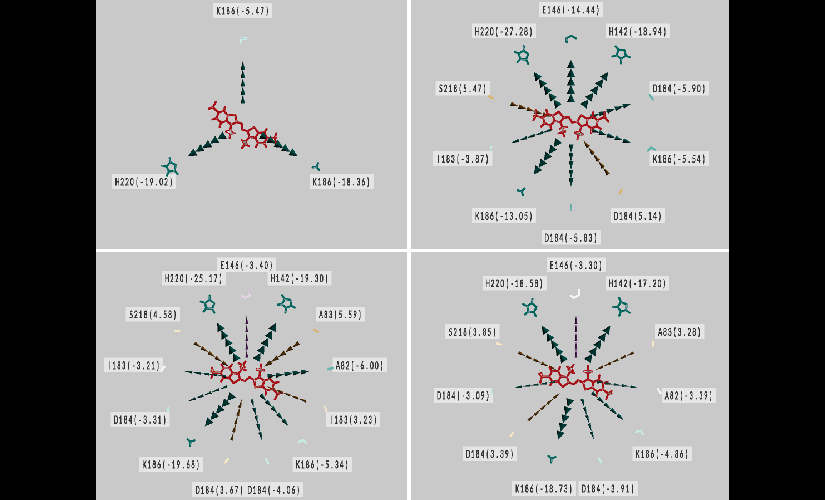 K186(-5.47)
H220(-19.02)
K186(-18.36)
E146(-14.44)
H220(-27.28)
H142(-18.94)
S218(5.47)
D184(-5.90)
I183(-3.87)
K186(-5.54)
K186(-13.05)
D184(5.14)
D184(-5.83)
E146(-3.40)
H220(-25.17)
H142(-19.30)
S218(4.58)
A83(5.59)
I183(-3.21)
A82(-6.00)
D184(-3.31)
I183(3.23)
K186(-19.68)
K186(-5.34)
D184(3.67)
D184(-4.06)
E146(-3.30)
H220(-18.58)
H142(-17.20)
S218(3.85)
A83(3.28)
D184(-3.09)
A82(-3.39)
D184(3.39)
K186(-4.86)
K186(-18.73)
D184(-3.91)